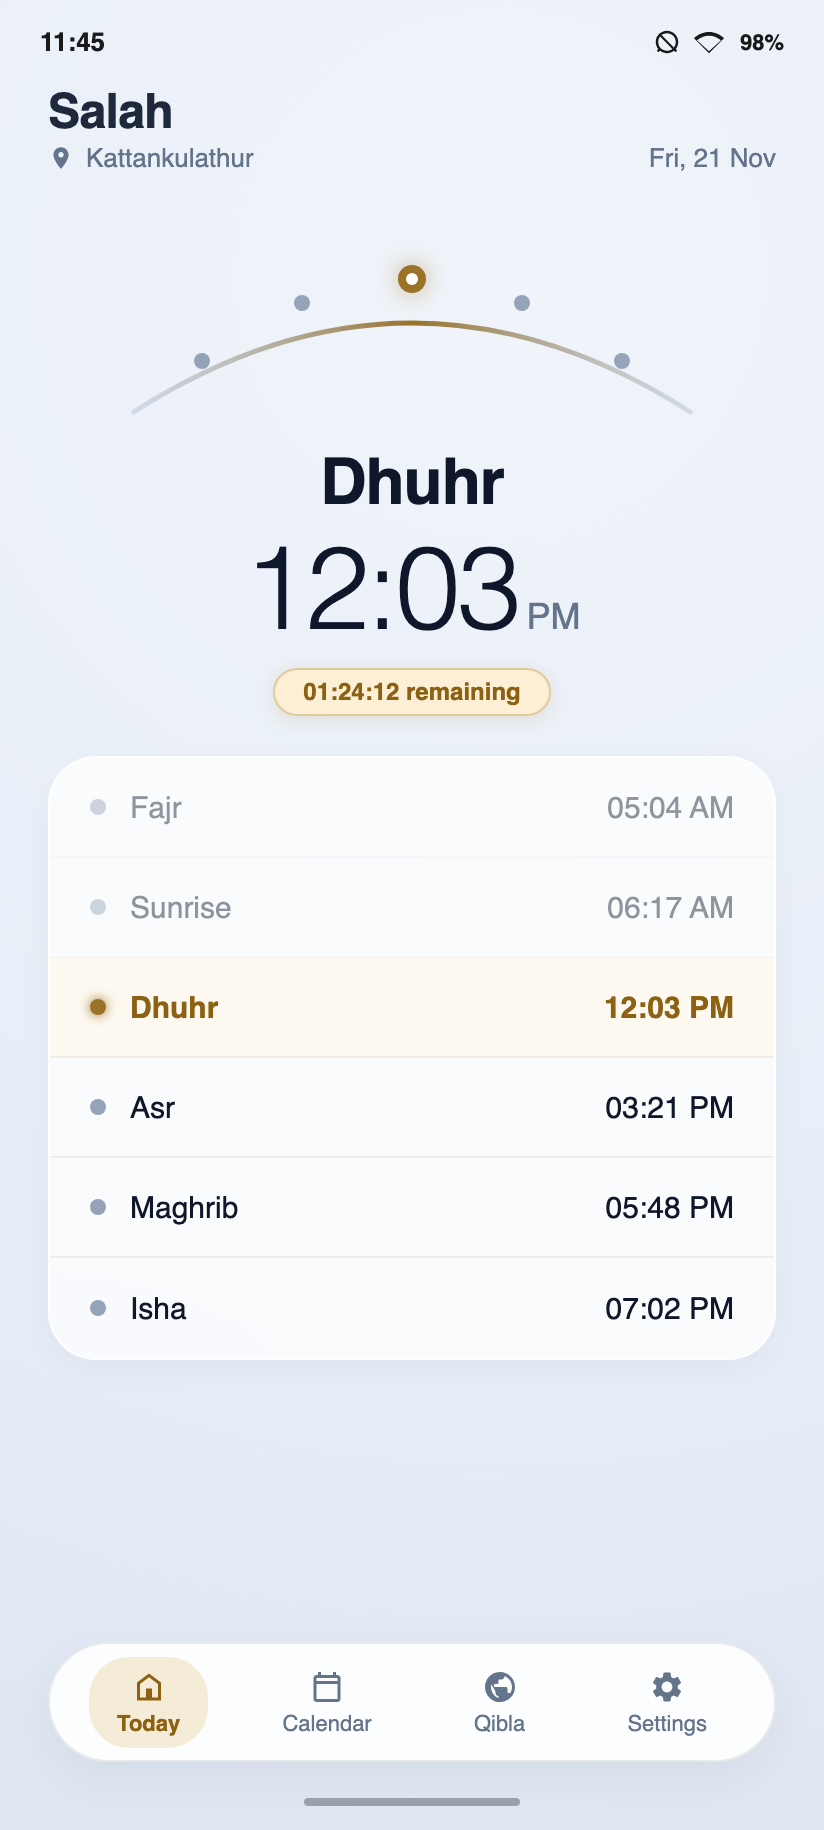 11:45 98%
Salah
Kattankulathur Fri, 21 Nov
Dhuhr
12:03 PM
01:24:12 remaining
Fajr 05:04 AM
Sunrise 06:17 AM
Dhuhr 12:03 PM
Asr 03:21 PM
Maghrib 05:48 PM
Isha 07:02 PM
Today Calendar Qibla Settings